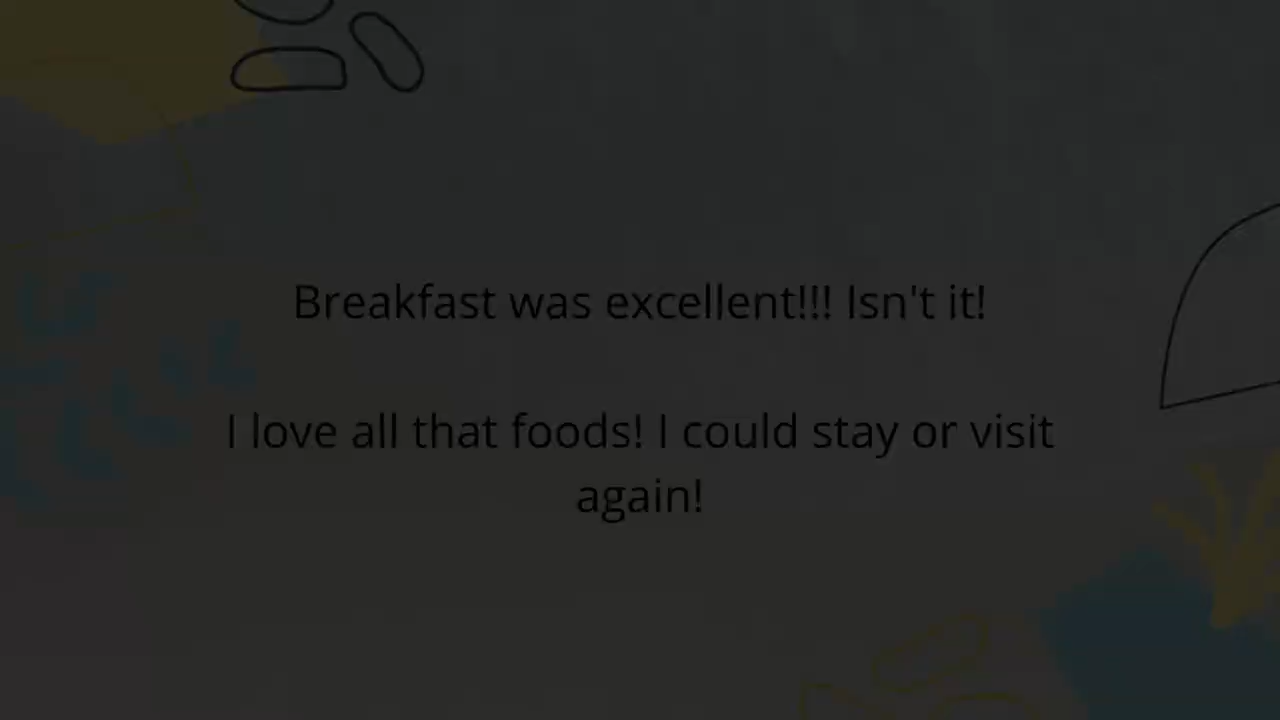 Breakfast was excellent!!! Isn't it!
I love all that foods! I could stay or visit
again!